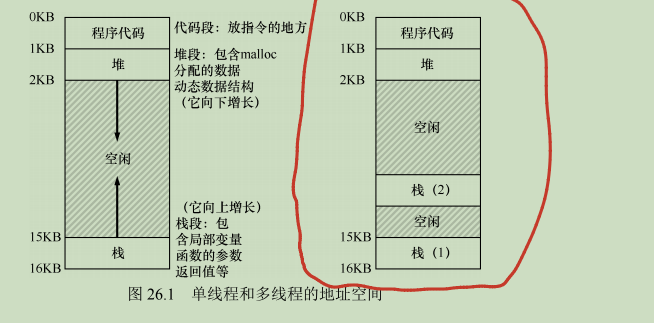 0KB
程序代码
1KB
堆
2KB
空闲
15KB
栈
16KB
代码段：放指令的地方
堆段：包含malloc
分配的数据
动态数据结构
（它向下增长）
（它向上增长）
栈段：包
含局部变量
函数的参数
返回值等
0KB
程序代码
1KB
堆
2KB
空闲
栈（2）
空闲
15KB
栈（1）
16KB
图 26.1 单线程和多线程的地址空间